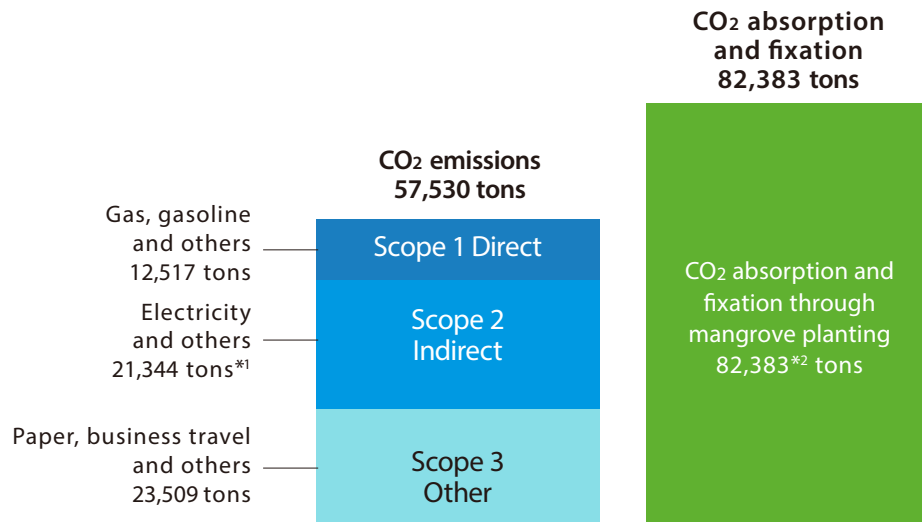 CO2 absorption
and fixation
82,383 tons
CO2 emissions
57,530 tons
Gas, gasoline
and others
12,517 tons
Scope 1 Direct
Electricity
and others
21,344 tons*1
Scope 2
Indirect
Paper, business travel
and others
23,509 tons
Scope 3
Other
CO2 absorption and
fixation through
mangrove planting
82,383*2 tons